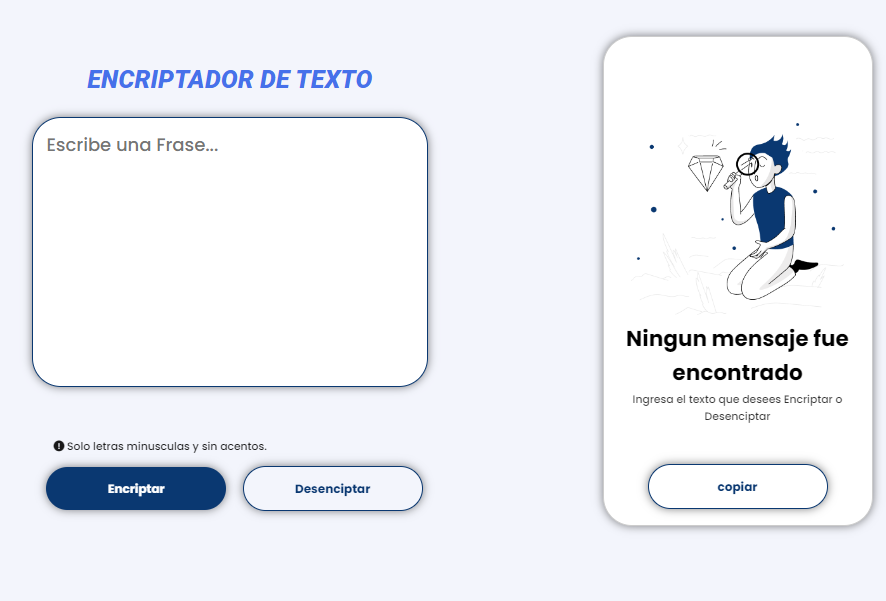 ENCRIPTADOR DE TEXTO
Escribe una Frase...
Solo letras minusculas y sin acentos.
Encriptar
Desenciptar
Ningun mensaje fue
encontrado
Ingresa el texto que desees Encriptar o
Desenciptar
copiar